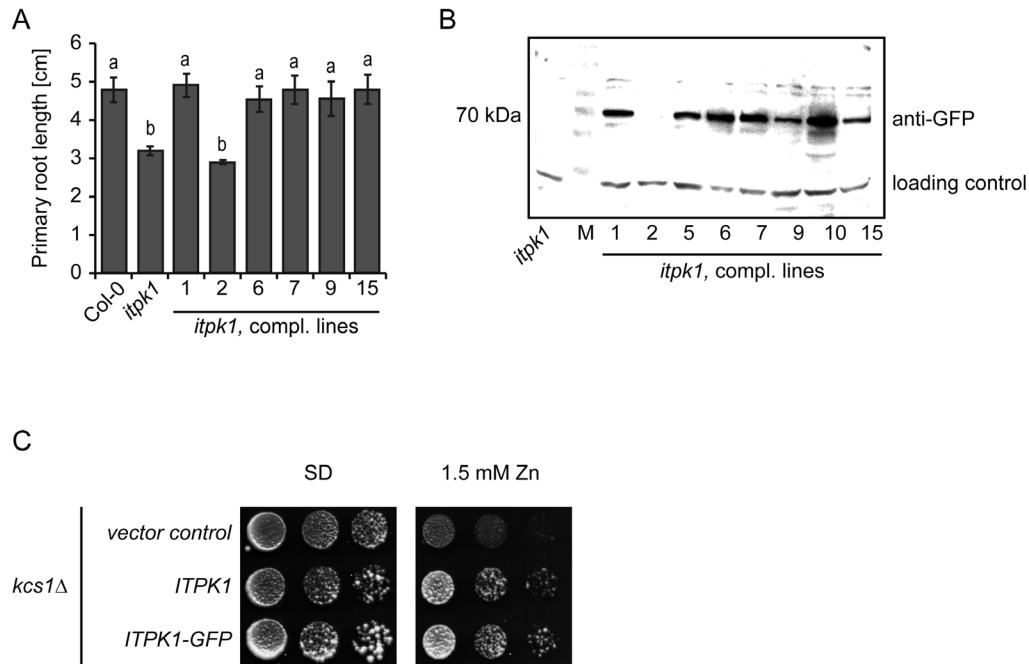 A
Primary root length [cm]
6
5
4
3
2
1
0
a
b
a
b
a
a
a
a
Col-0
itpk1
1
2
6
7
9
15
itpk1, compl. lines
B
70 kDa
anti-GFP
loading control
itpk1
M
1
2
5
6
7
9
10
15
itpk1, compl. lines
C
SD
1.5 mM Zn
kcs1Δ
vector control
ITPK1
ITPK1-GFP